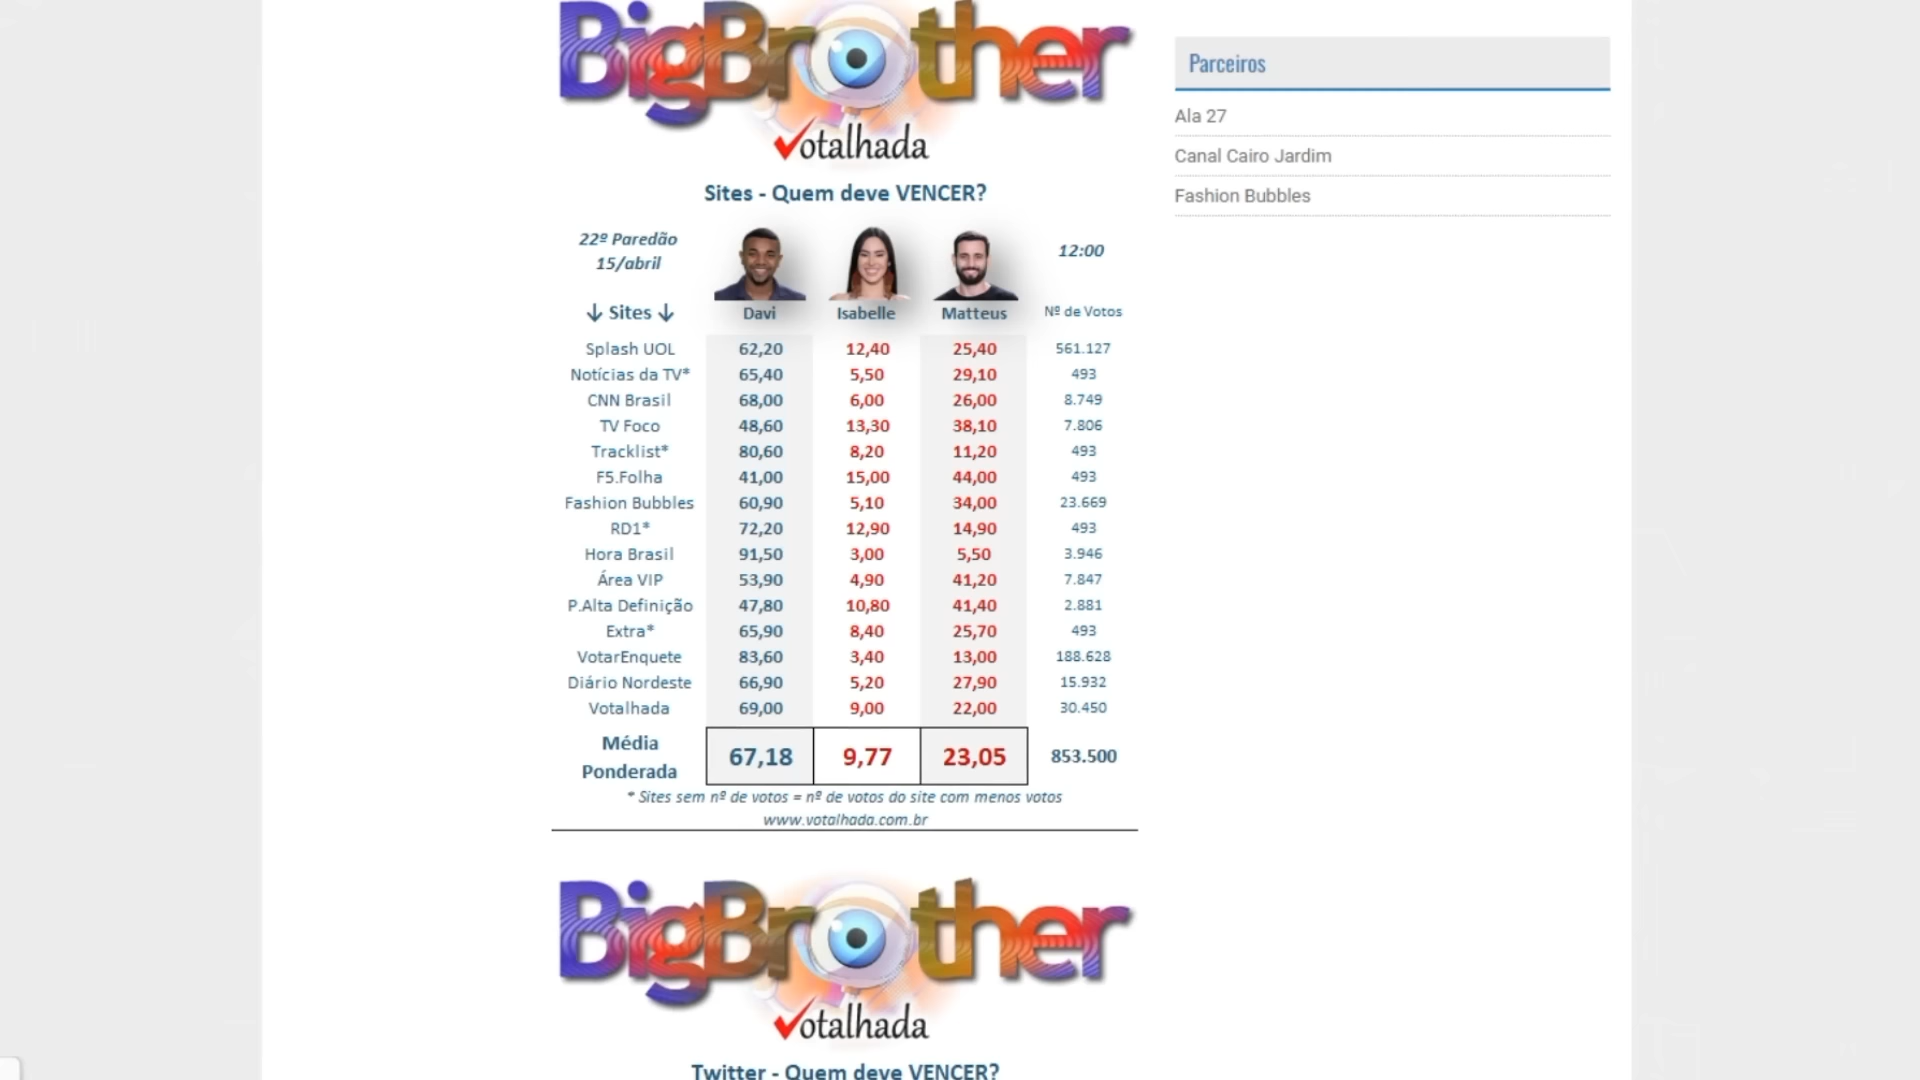 BigBrother
Votalhada
Sites - Quem deve VENCER?
22º Paredão
15/abril
12:00
↓ Sites ↓ Davi Isabelle Matteus Nº de Votos
Splash UOL 62,20 12,40 25,40 561.127
Notícias da TV* 65,40 5,50 29,10 493
CNN Brasil 68,00 6,00 26,00 8.749
TV Foco 48,60 13,30 38,10 7.806
Tracklist* 80,60 8,20 11,20 493
F5.Folha 41,00 15,00 44,00 493
Fashion Bubbles 60,90 5,10 34,00 23.669
RD1* 72,20 12,90 14,90 493
Hora Brasil 91,50 3,00 5,50 3.946
Área VIP 53,90 4,90 41,20 7.847
P.Alta Definição 47,80 10,80 41,40 2.881
Extra* 65,90 8,40 25,70 493
VotarEnquete 83,60 3,40 13,00 188.628
Diário Nordeste 66,90 5,20 27,90 15.932
Votalhada 69,00 9,00 22,00 30.450
Média
Ponderada 67,18 9,77 23,05 853.500
* Sites sem nº de votos = nº de votos do site com menos votos
www.votalhada.com.br
BigBrother
Votalhada
Twitter - Quem deve VENCER?
Parceiros
Ala 27
Canal Cairo Jardim
Fashion Bubbles